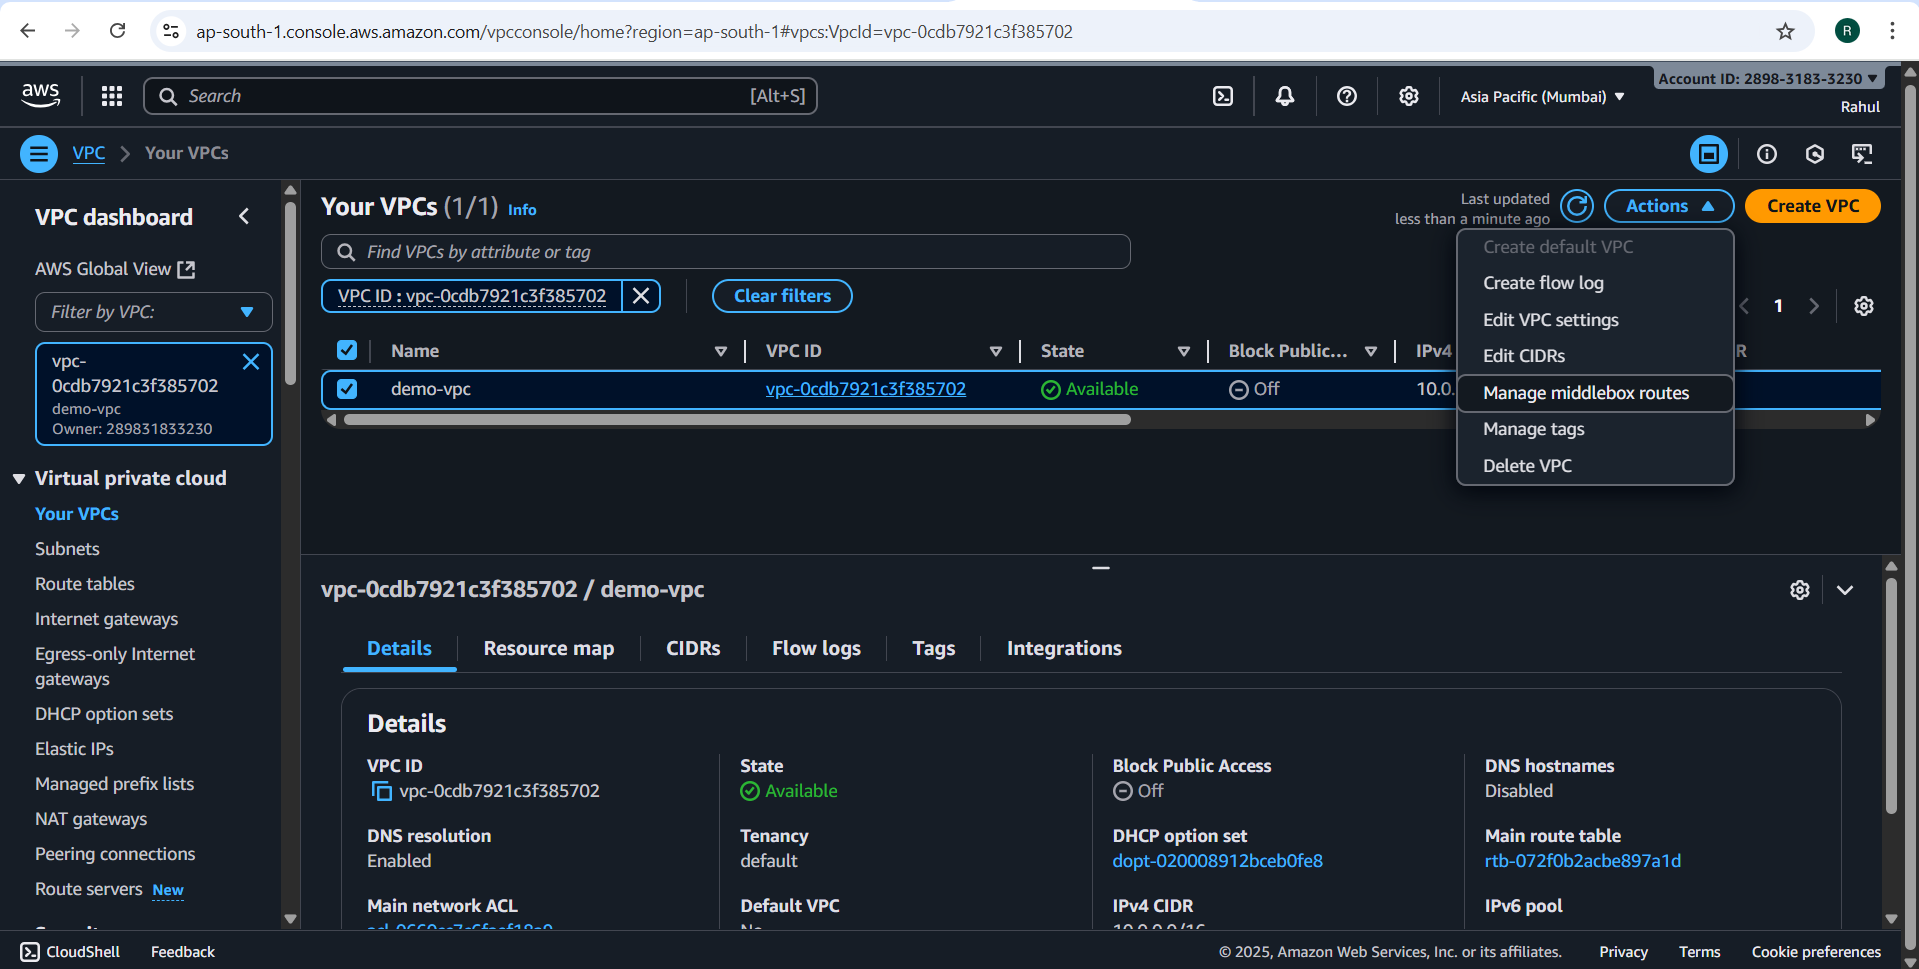 ap-south-1.console.aws.amazon.com/vpcconsole/home?region=ap-south-1#vpcs:VpcId=vpc-0cdb7921c3f385702
R
aws
Search
[Alt+S]
Asia Pacific (Mumbai)
Account ID: 2898-3183-3230
Rahul
VPC
Your VPCs
VPC dashboard
AWS Global View
Filter by VPC:
vpc-
0cdb7921c3f385702
demo-vpc
Owner: 289831833230
Virtual private cloud
Your VPCs
Subnets
Route tables
Internet gateways
Egress-only Internet
gateways
DHCP option sets
Elastic IPs
Managed prefix lists
NAT gateways
Peering connections
Route servers New
Your VPCs (1/1) Info
Last updated
less than a minute ago
Actions
Create VPC
Find VPCs by attribute or tag
VPC ID : vpc-0cdb7921c3f385702
Clear filters
1
Create default VPC
Create flow log
Edit VPC settings
Edit CIDRs
Manage middlebox routes
Manage tags
Delete VPC
Name VPC ID State Block Public... IPv4 R
demo-vpc vpc-0cdb7921c3f385702 Available Off 10.0.
vpc-0cdb7921c3f385702 / demo-vpc
Details Resource map CIDRs Flow logs Tags Integrations
Details
VPC ID
vpc-0cdb7921c3f385702
State
Available
Block Public Access
Off
DNS hostnames
Disabled
DNS resolution
Enabled
Tenancy
default
DHCP option set
dopt-020008912bceb0fe8
Main route table
rtb-072f0b2acbe897a1d
Main network ACL
Default VPC
No
IPv4 CIDR
10.0.0.0/16
IPv6 pool
CloudShell
Feedback
© 2025, Amazon Web Services, Inc. or its affiliates.
Privacy
Terms
Cookie preferences